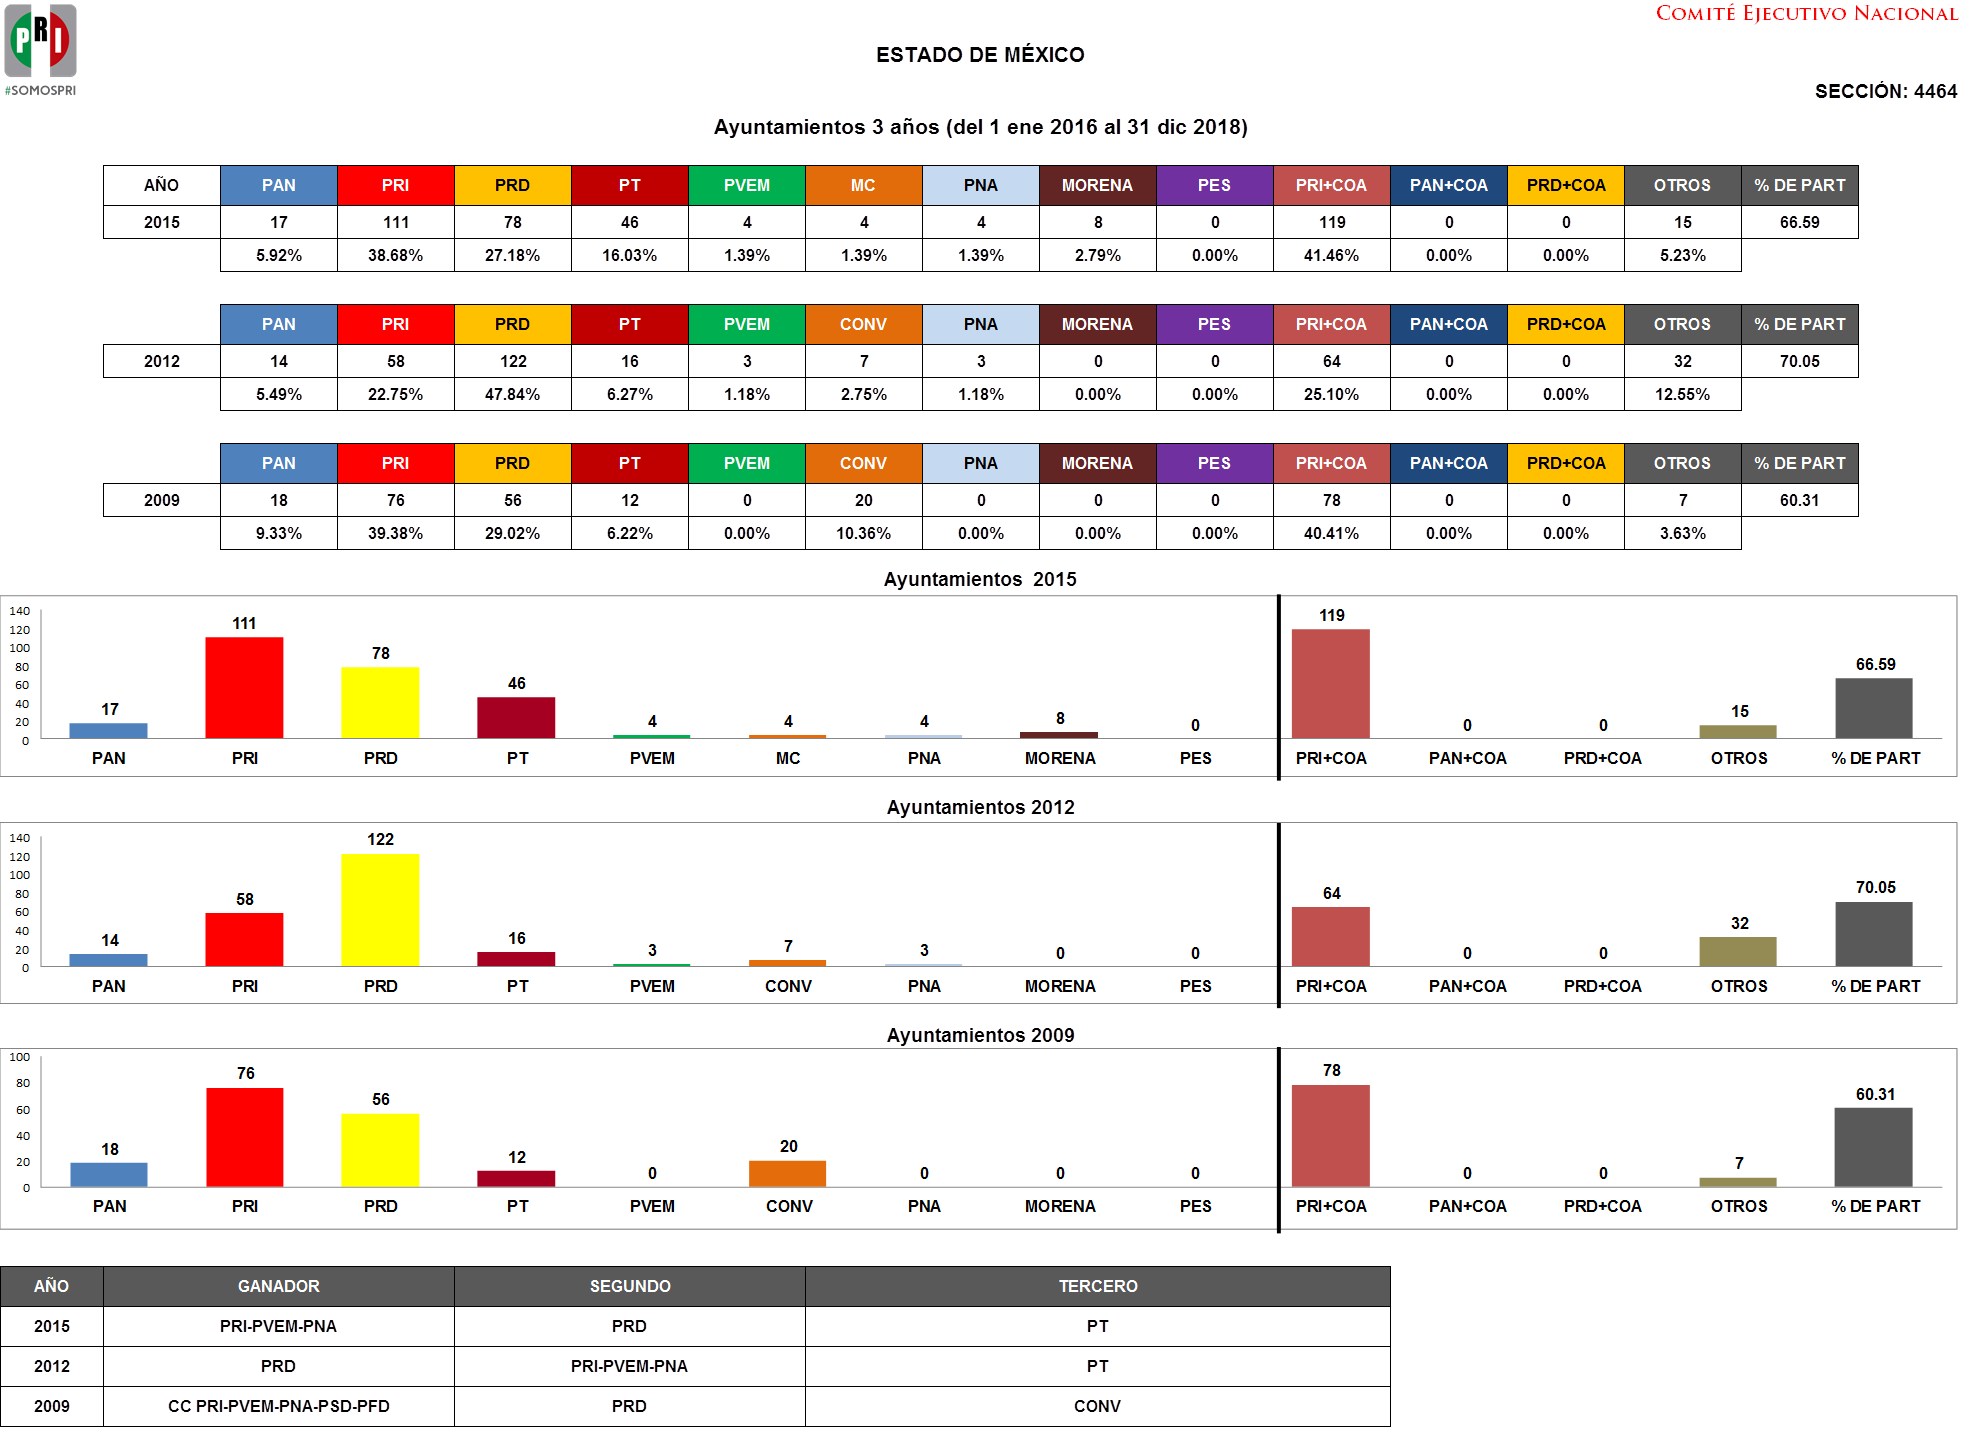 PRI
#SOMOSPRI
COMITÉ EJECUTIVO NACIONAL
ESTADO DE MÉXICO
SECCIÓN: 4464
Ayuntamientos 3 años (del 1 ene 2016 al 31 dic 2018)
AÑO PAN PRI PRD PT PVEM MC PNA MORENA PES PRI+COA PAN+COA PRD+COA OTROS % DE PART
2015 17 111 78 46 4 4 4 8 0 119 0 0 15 66.59
5.92% 38.68% 27.18% 16.03% 1.39% 1.39% 1.39% 2.79% 0.00% 41.46% 0.00% 0.00% 5.23%
PAN PRI PRD PT PVEM CONV PNA MORENA PES PRI+COA PAN+COA PRD+COA OTROS % DE PART
2012 14 58 122 16 3 7 3 0 0 64 0 0 32 70.05
5.49% 22.75% 47.84% 6.27% 1.18% 2.75% 1.18% 0.00% 0.00% 25.10% 0.00% 0.00% 12.55%
PAN PRI PRD PT PVEM CONV PNA MORENA PES PRI+COA PAN+COA PRD+COA OTROS % DE PART
2009 18 76 56 12 0 20 0 0 0 78 0 0 7 60.31
9.33% 39.38% 29.02% 6.22% 0.00% 10.36% 0.00% 0.00% 0.00% 40.41% 0.00% 0.00% 3.63%
Ayuntamientos 2015
140
120
100
80
60
40
20
0
17 111 78 46 4 4 4 8 0 119 0 0 15 66.59
PAN PRI PRD PT PVEM MC PNA MORENA PES PRI+COA PAN+COA PRD+COA OTROS % DE PART
Ayuntamientos 2012
140
120
100
80
60
40
20
0
14 58 122 16 3 7 3 0 0 64 0 0 32 70.05
PAN PRI PRD PT PVEM CONV PNA MORENA PES PRI+COA PAN+COA PRD+COA OTROS % DE PART
Ayuntamientos 2009
100
80
60
40
20
0
18 76 56 12 0 20 0 0 0 78 0 0 7 60.31
PAN PRI PRD PT PVEM CONV PNA MORENA PES PRI+COA PAN+COA PRD+COA OTROS % DE PART
AÑO GANADOR SEGUNDO TERCERO
2015 PRI-PVEM-PNA PRD PT
2012 PRD PRI-PVEM-PNA PT
2009 CC PRI-PVEM-PNA-PSD-PFD PRD CONV